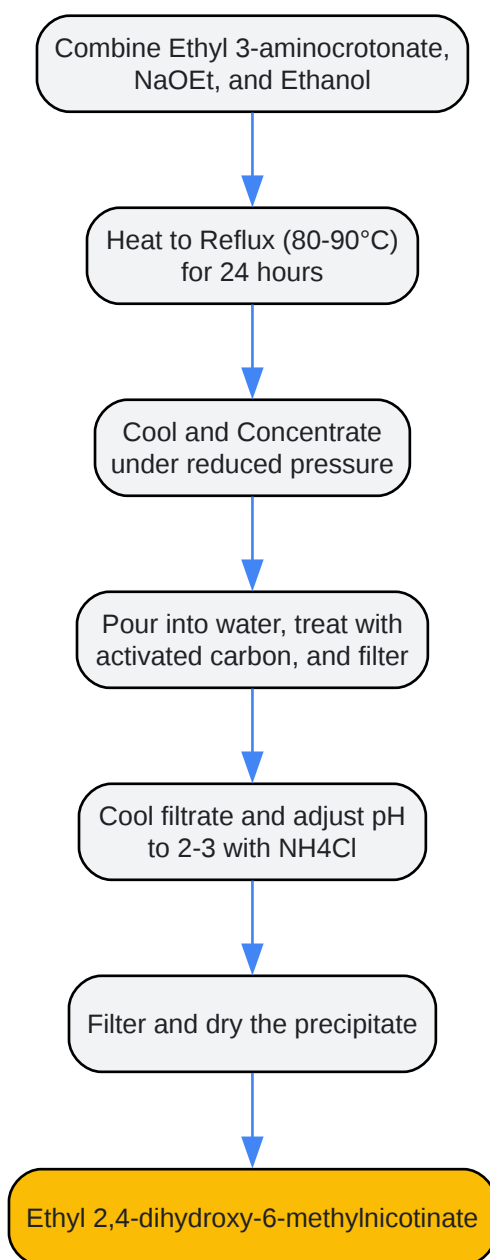 Combine Ethyl 3-aminocrotonate,
NaOEt, and Ethanol
Heat to Reflux (80-90°C)
for 24 hours
Cool and Concentrate
under reduced pressure
Pour into water, treat with
activated carbon, and filter
Cool filtrate and adjust pH
to 2-3 with NH4Cl
Filter and dry the precipitate
Ethyl 2,4-dihydroxy-6-methylnicotinate